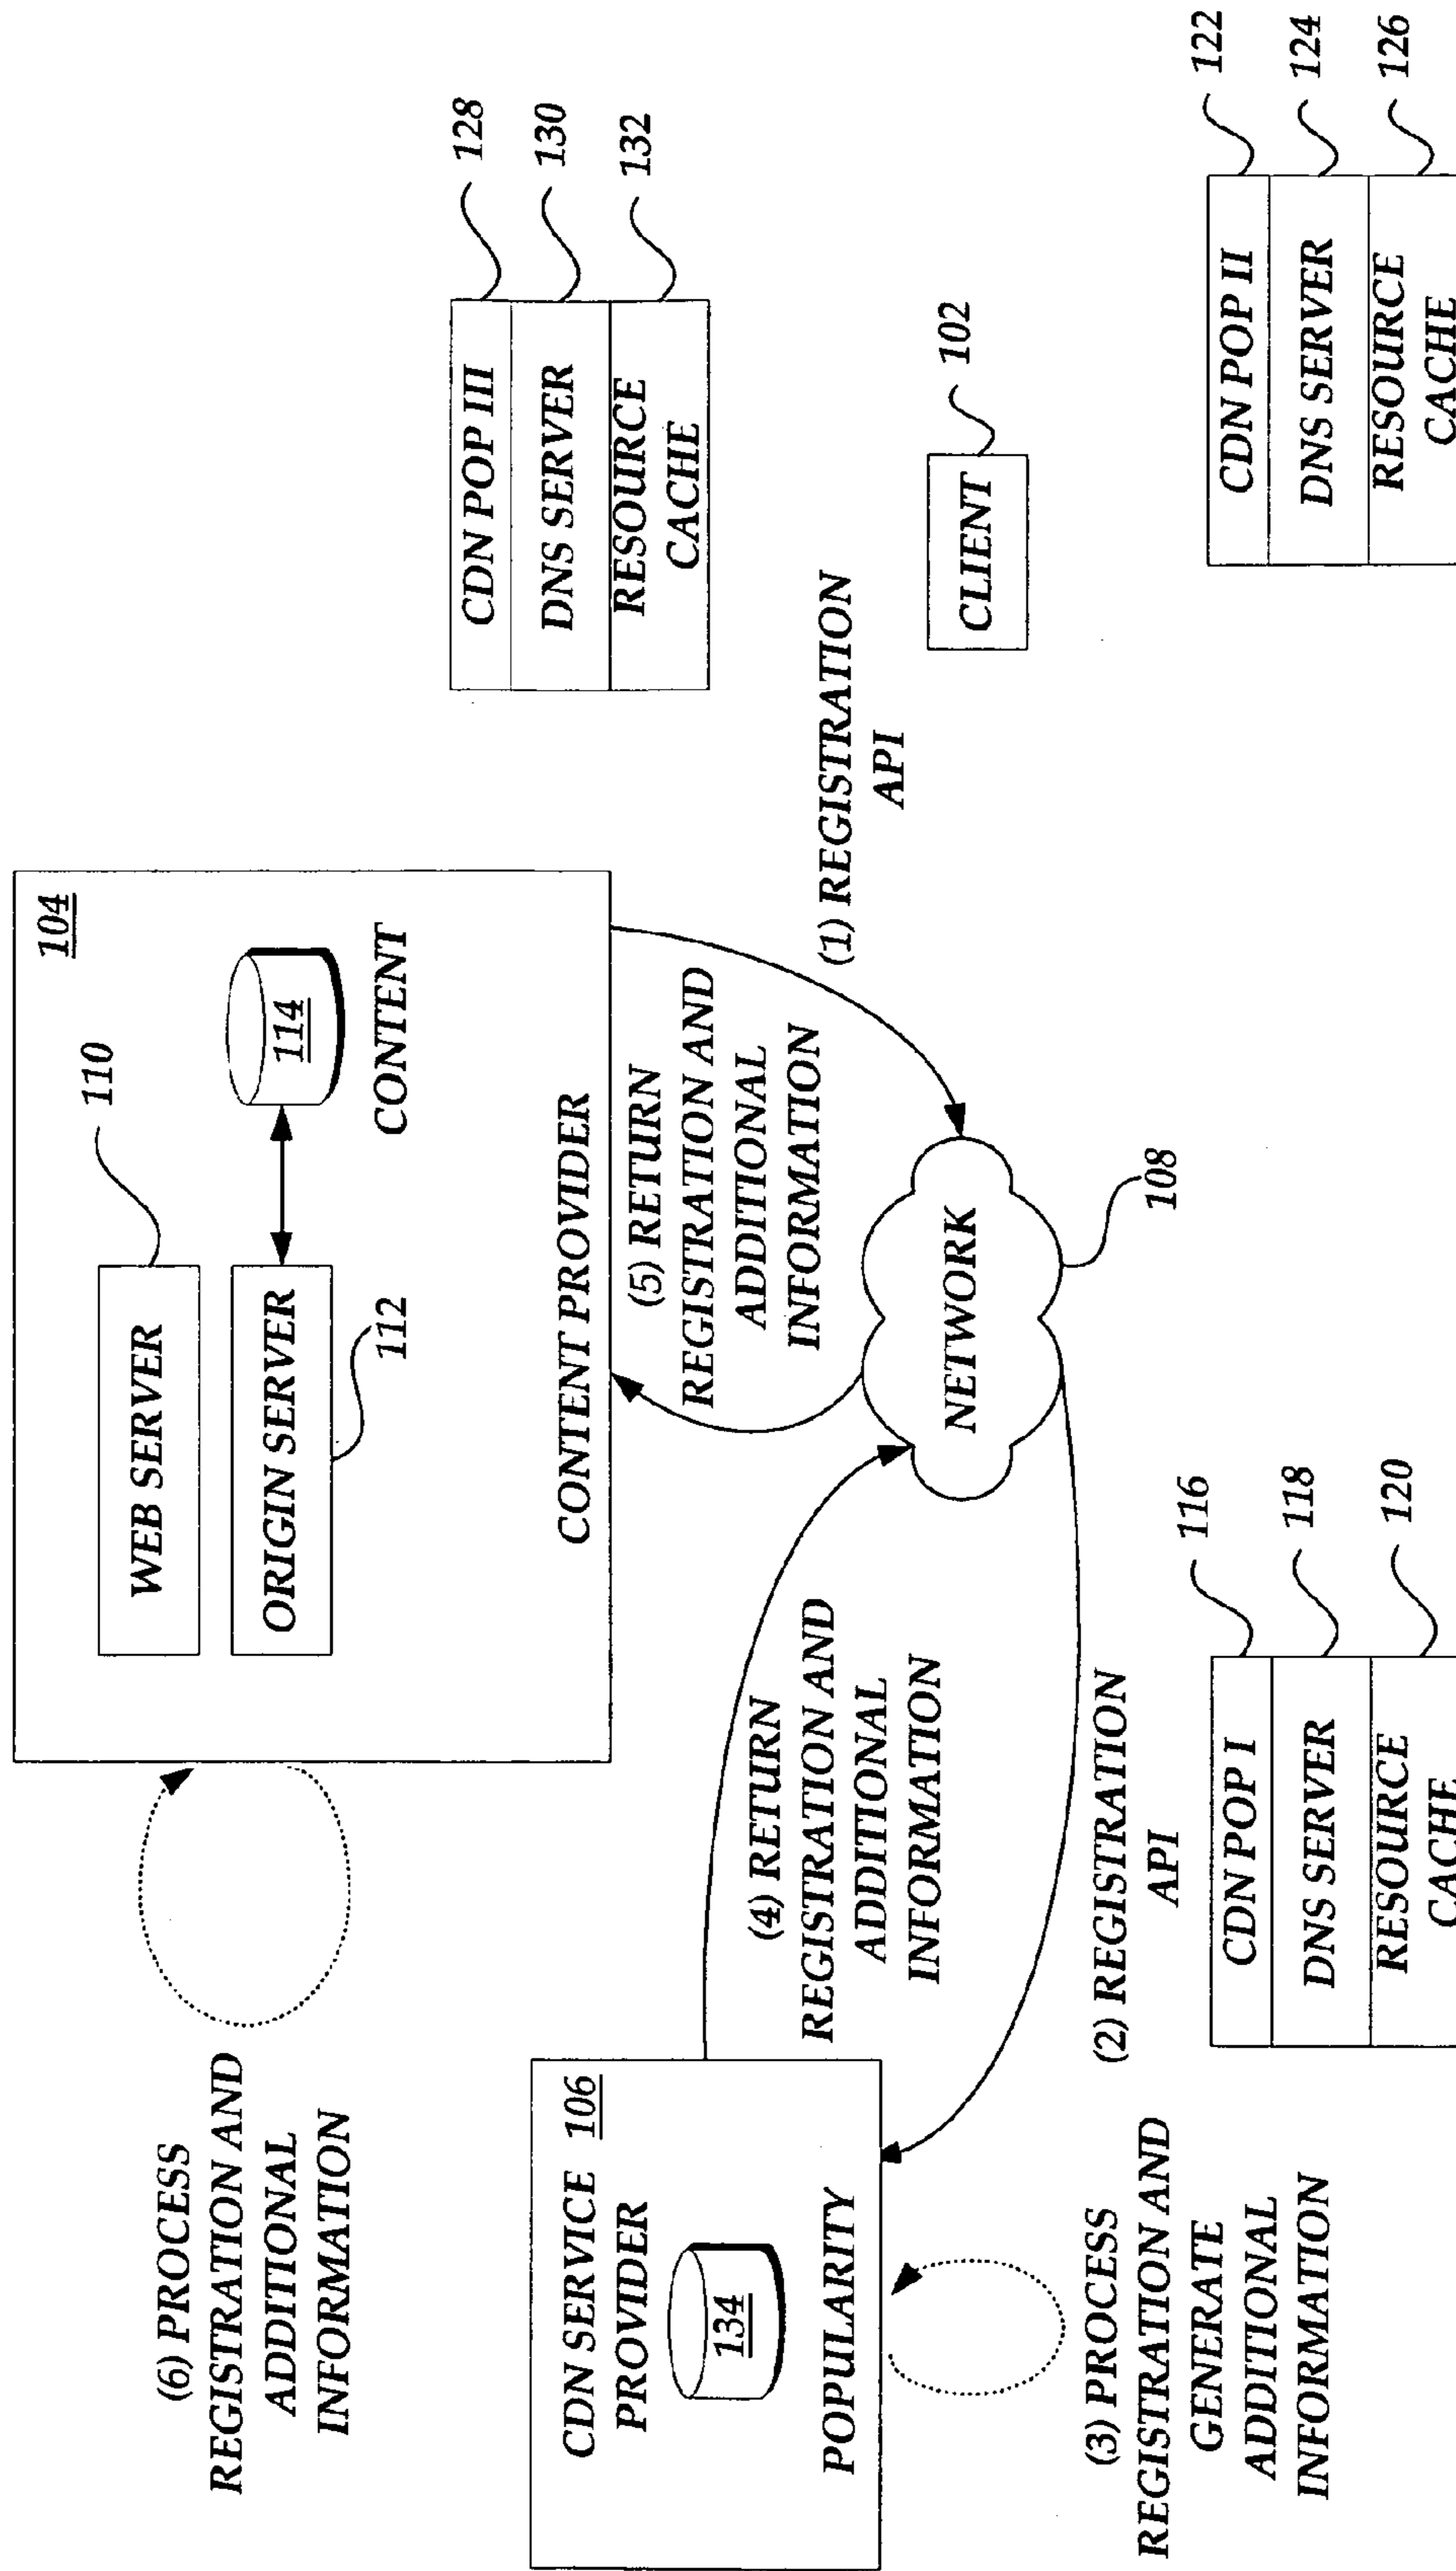 (6) PROCESS
REGISTRATION AND
ADDITIONAL
INFORMATION
104
WEB SERVER
110
ORIGIN SERVER
112
114
CONTENT
CONTENT PROVIDER
CDN SERVICE 106
PROVIDER
134
POPULARITY
(3) PROCESS
REGISTRATION AND
GENERATE
ADDITIONAL
INFORMATION
(4) RETURN
REGISTRATION AND
ADDITIONAL
INFORMATION
(5) RETURN
REGISTRATION AND
ADDITIONAL
INFORMATION
NETWORK
108
(1) REGISTRATION
API
(2) REGISTRATION
API
CDN POP III
128
DNS SERVER
130
RESOURCE
CACHE
132
CLIENT
102
CDN POP I
116
DNS SERVER
118
RESOURCE
CACHE
120
CDN POP II
122
DNS SERVER
124
RESOURCE
CACHE
126